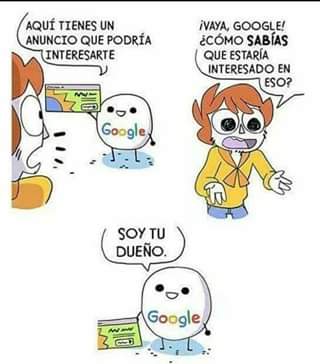 AQUÍ TIENES UN
ANUNCIO QUE PODRÍA
INTERESARTE
Google
¡VAYA, GOOGLE!
¿CÓMO SABÍAS
QUE ESTARÍA
INTERESADO EN
ESO?
SOY TU
DUEÑO.
Google